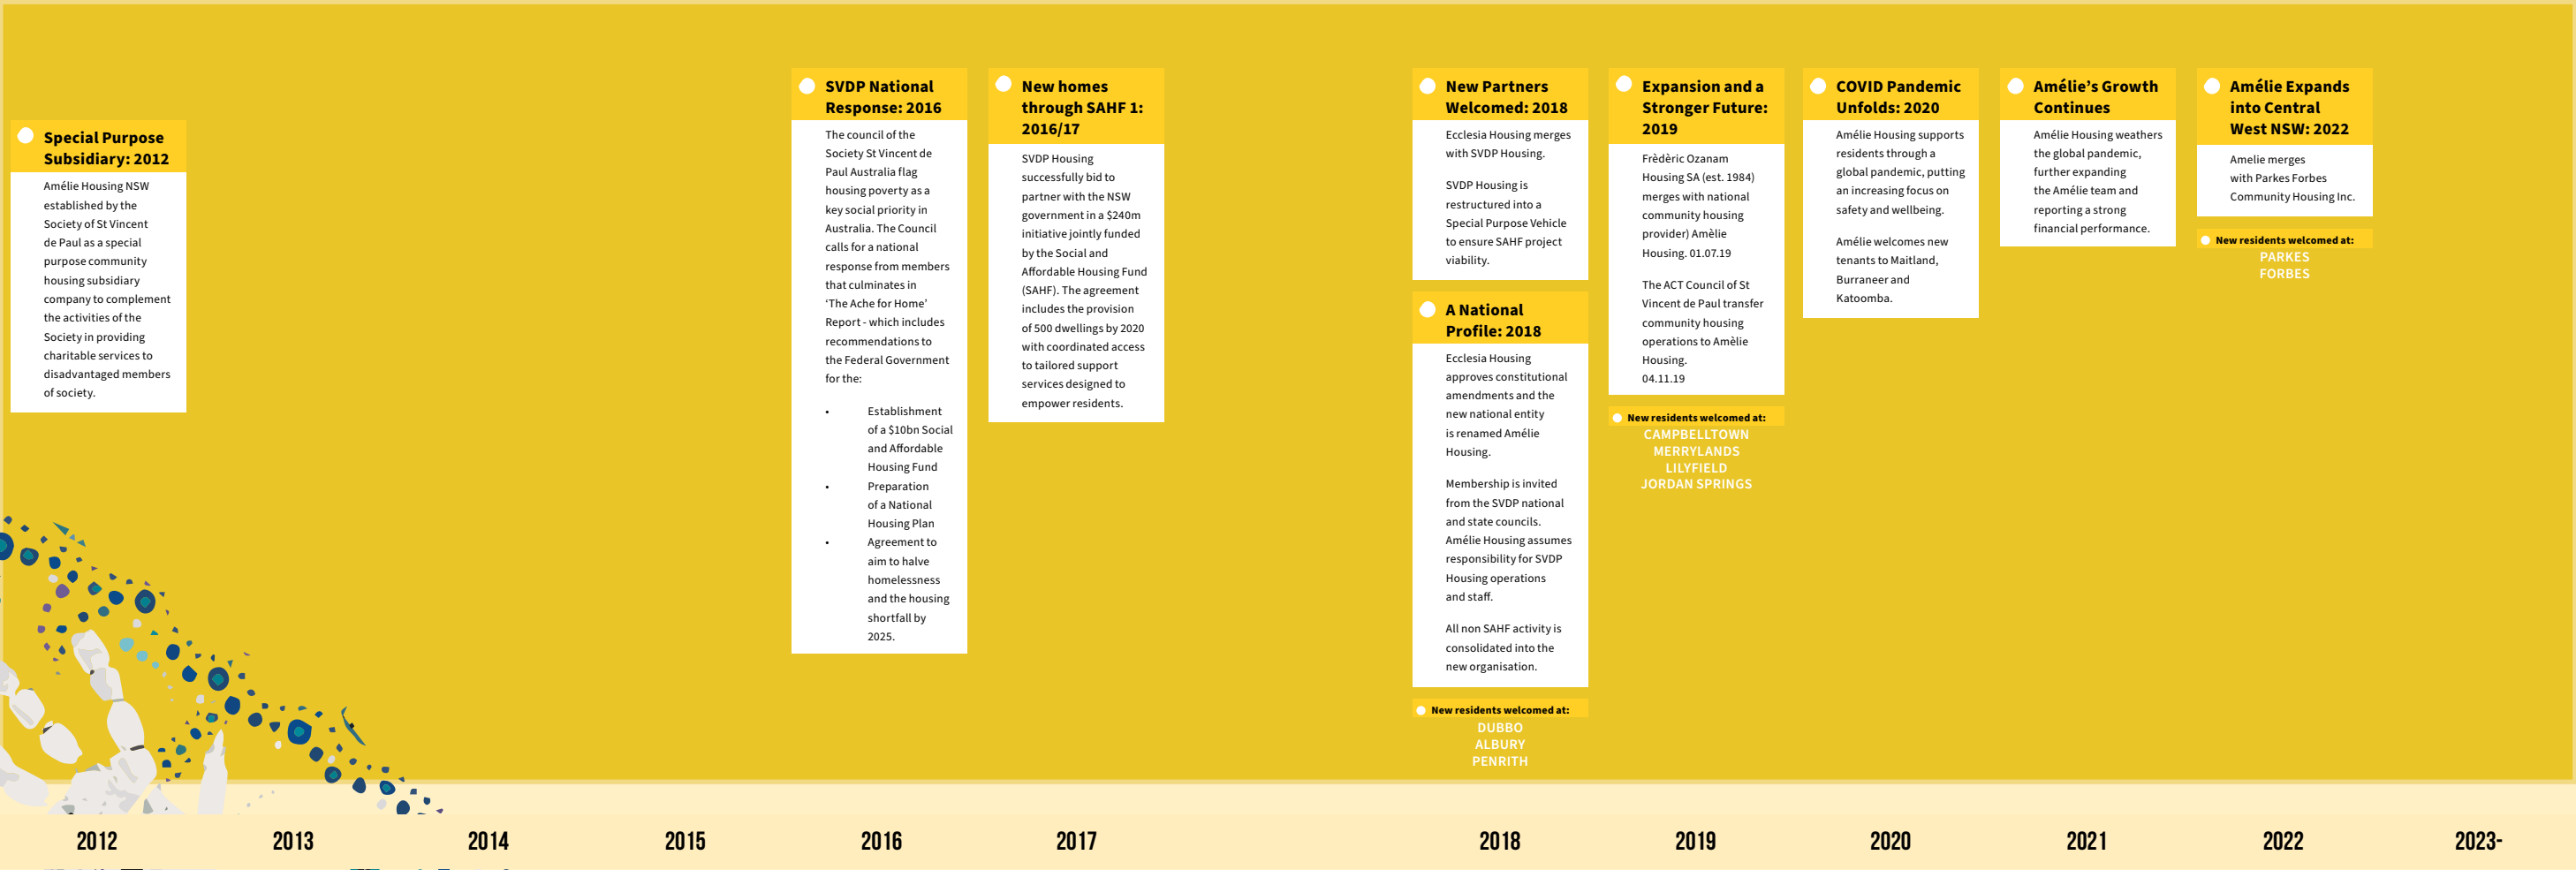 Special Purpose
Subsidiary: 2012
Amélie Housing NSW
established by the
Society of St Vincent
de Paul as a special
purpose community
housing subsidiary
company to complement
the activities of the
Society in providing
charitable services to
disadvantaged members
of society.
SVDP National
Response: 2016
The council of the
Society St Vincent de
Paul Australia flag
housing poverty as a
key social priority in
Australia. The Council
calls for a national
response from members
that culminates in
‘The Ache for Home’
Report - which includes
recommendations to
the Federal Government
for the:
• Establishment
of a $10bn Social
and Affordable
Housing Fund
• Preparation
of a National
Housing Plan
• Agreement to
aim to halve
homelessness
and the housing
shortfall by
2025.
New homes
through SAHF 1:
2016/17
SVDP Housing
successfully bid to
partner with the NSW
government in a $240m
initiative jointly funded
by the Social and
Affordable Housing Fund
(SAHF). The agreement
includes the provision
of 500 dwellings by 2020
with coordinated access
to tailored support
services designed to
empower residents.
New Partners
Welcomed: 2018
Ecclesia Housing merges
with SVDP Housing.
SVDP Housing is
restructured into a
Special Purpose Vehicle
to ensure SAHF project
viability.
A National
Profile: 2018
Ecclesia Housing
approves constitutional
amendments and the
new national entity
is renamed Amélie
Housing.
Membership is invited
from the SVDP national
and state councils.
Amélie Housing assumes
responsibility for SVDP
Housing operations
and staff.
All non SAHF activity is
consolidated into the
new organisation.
New residents welcomed at:
DUBBO
ALBURY
PENRITH
Expansion and a
Stronger Future:
2019
Frèdèric Ozanam
Housing SA (est. 1984)
merges with national
community housing
provider) Amèlie
Housing. 01.07.19
The ACT Council of St
Vincent de Paul transfer
community housing
operations to Amèlie
Housing.
04.11.19
New residents welcomed at:
CAMPBELLTOWN
MERRYLANDS
LILYFIELD
JORDAN SPRINGS
COVID Pandemic
Unfolds: 2020
Amélie Housing supports
residents through a
global pandemic, putting
an increasing focus on
safety and wellbeing.
Amélie welcomes new
tenants to Maitland,
Burraneer and
Katoomba.
Amélie’s Growth
Continues
Amélie Housing weathers
the global pandemic,
further expanding
the Amélie team and
reporting a strong
financial performance.
Amélie Expands
into Central
West NSW: 2022
Amelie merges
with Parkes Forbes
Community Housing Inc.
New residents welcomed at:
PARKES
FORBES
2012 2013 2014 2015 2016 2017 2018 2019 2020 2021 2022 2023-